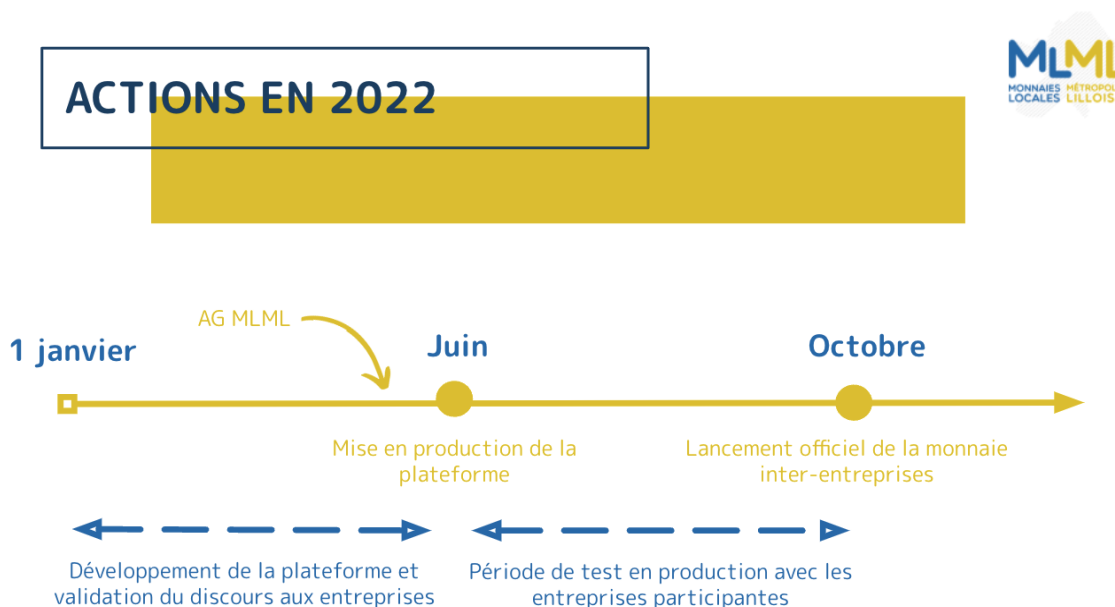 ACTIONS EN 2022
MLML
MONNAIES MÉTROPOL
LOCALES LILLOIS
AG MLML
1 janvier
Juin
Octobre
Mise en production de la
plateforme
Lancement officiel de la monnaie
inter-entreprises
Développement de la plateforme et
validation du discours aux entreprises
Période de test en production avec les
entreprises participantes